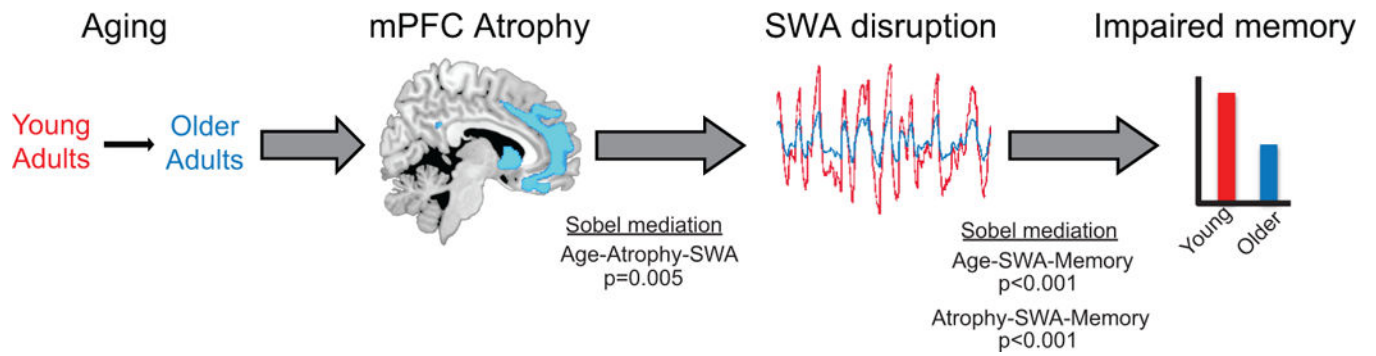 Aging
mPFC Atrophy
SWA disruption
Impaired memory
Young
Adults
Older
Adults
Sobel mediation
Age-Atrophy-SWA
p=0.005
Sobel mediation
Age-SWA-Memory
p<0.001
Atrophy-SWA-Memory
p<0.001
Young
Older